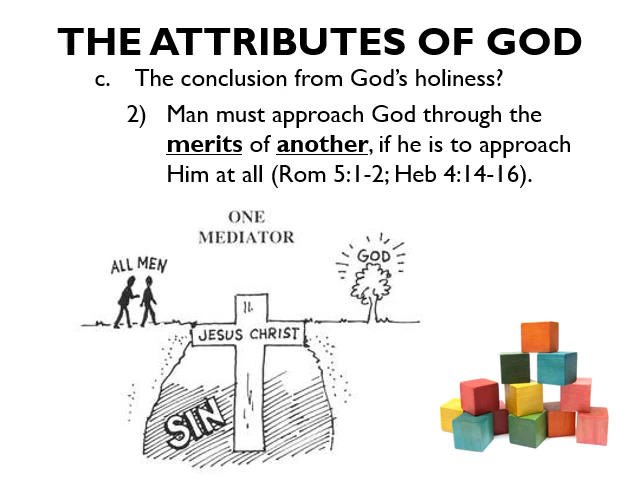 THE ATTRIBUTES OF GOD
c. The conclusion from God's holiness?
2) Man must approach God through the
merits of another, if he is to approach
Him at all (Rom 5:1-2; Heb 4:14-16).
ONE
MEDIATOR
ALL MEN
GOD
JESUS CHRIST
SIN